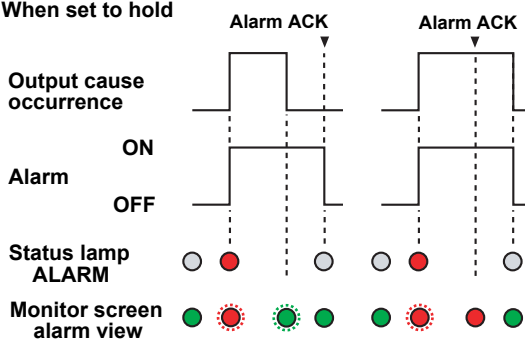 When set to hold
Alarm ACK
Alarm ACK
Output cause
occurrence
ON
Alarm
OFF
Status lamp
ALARM
Monitor screen
alarm view